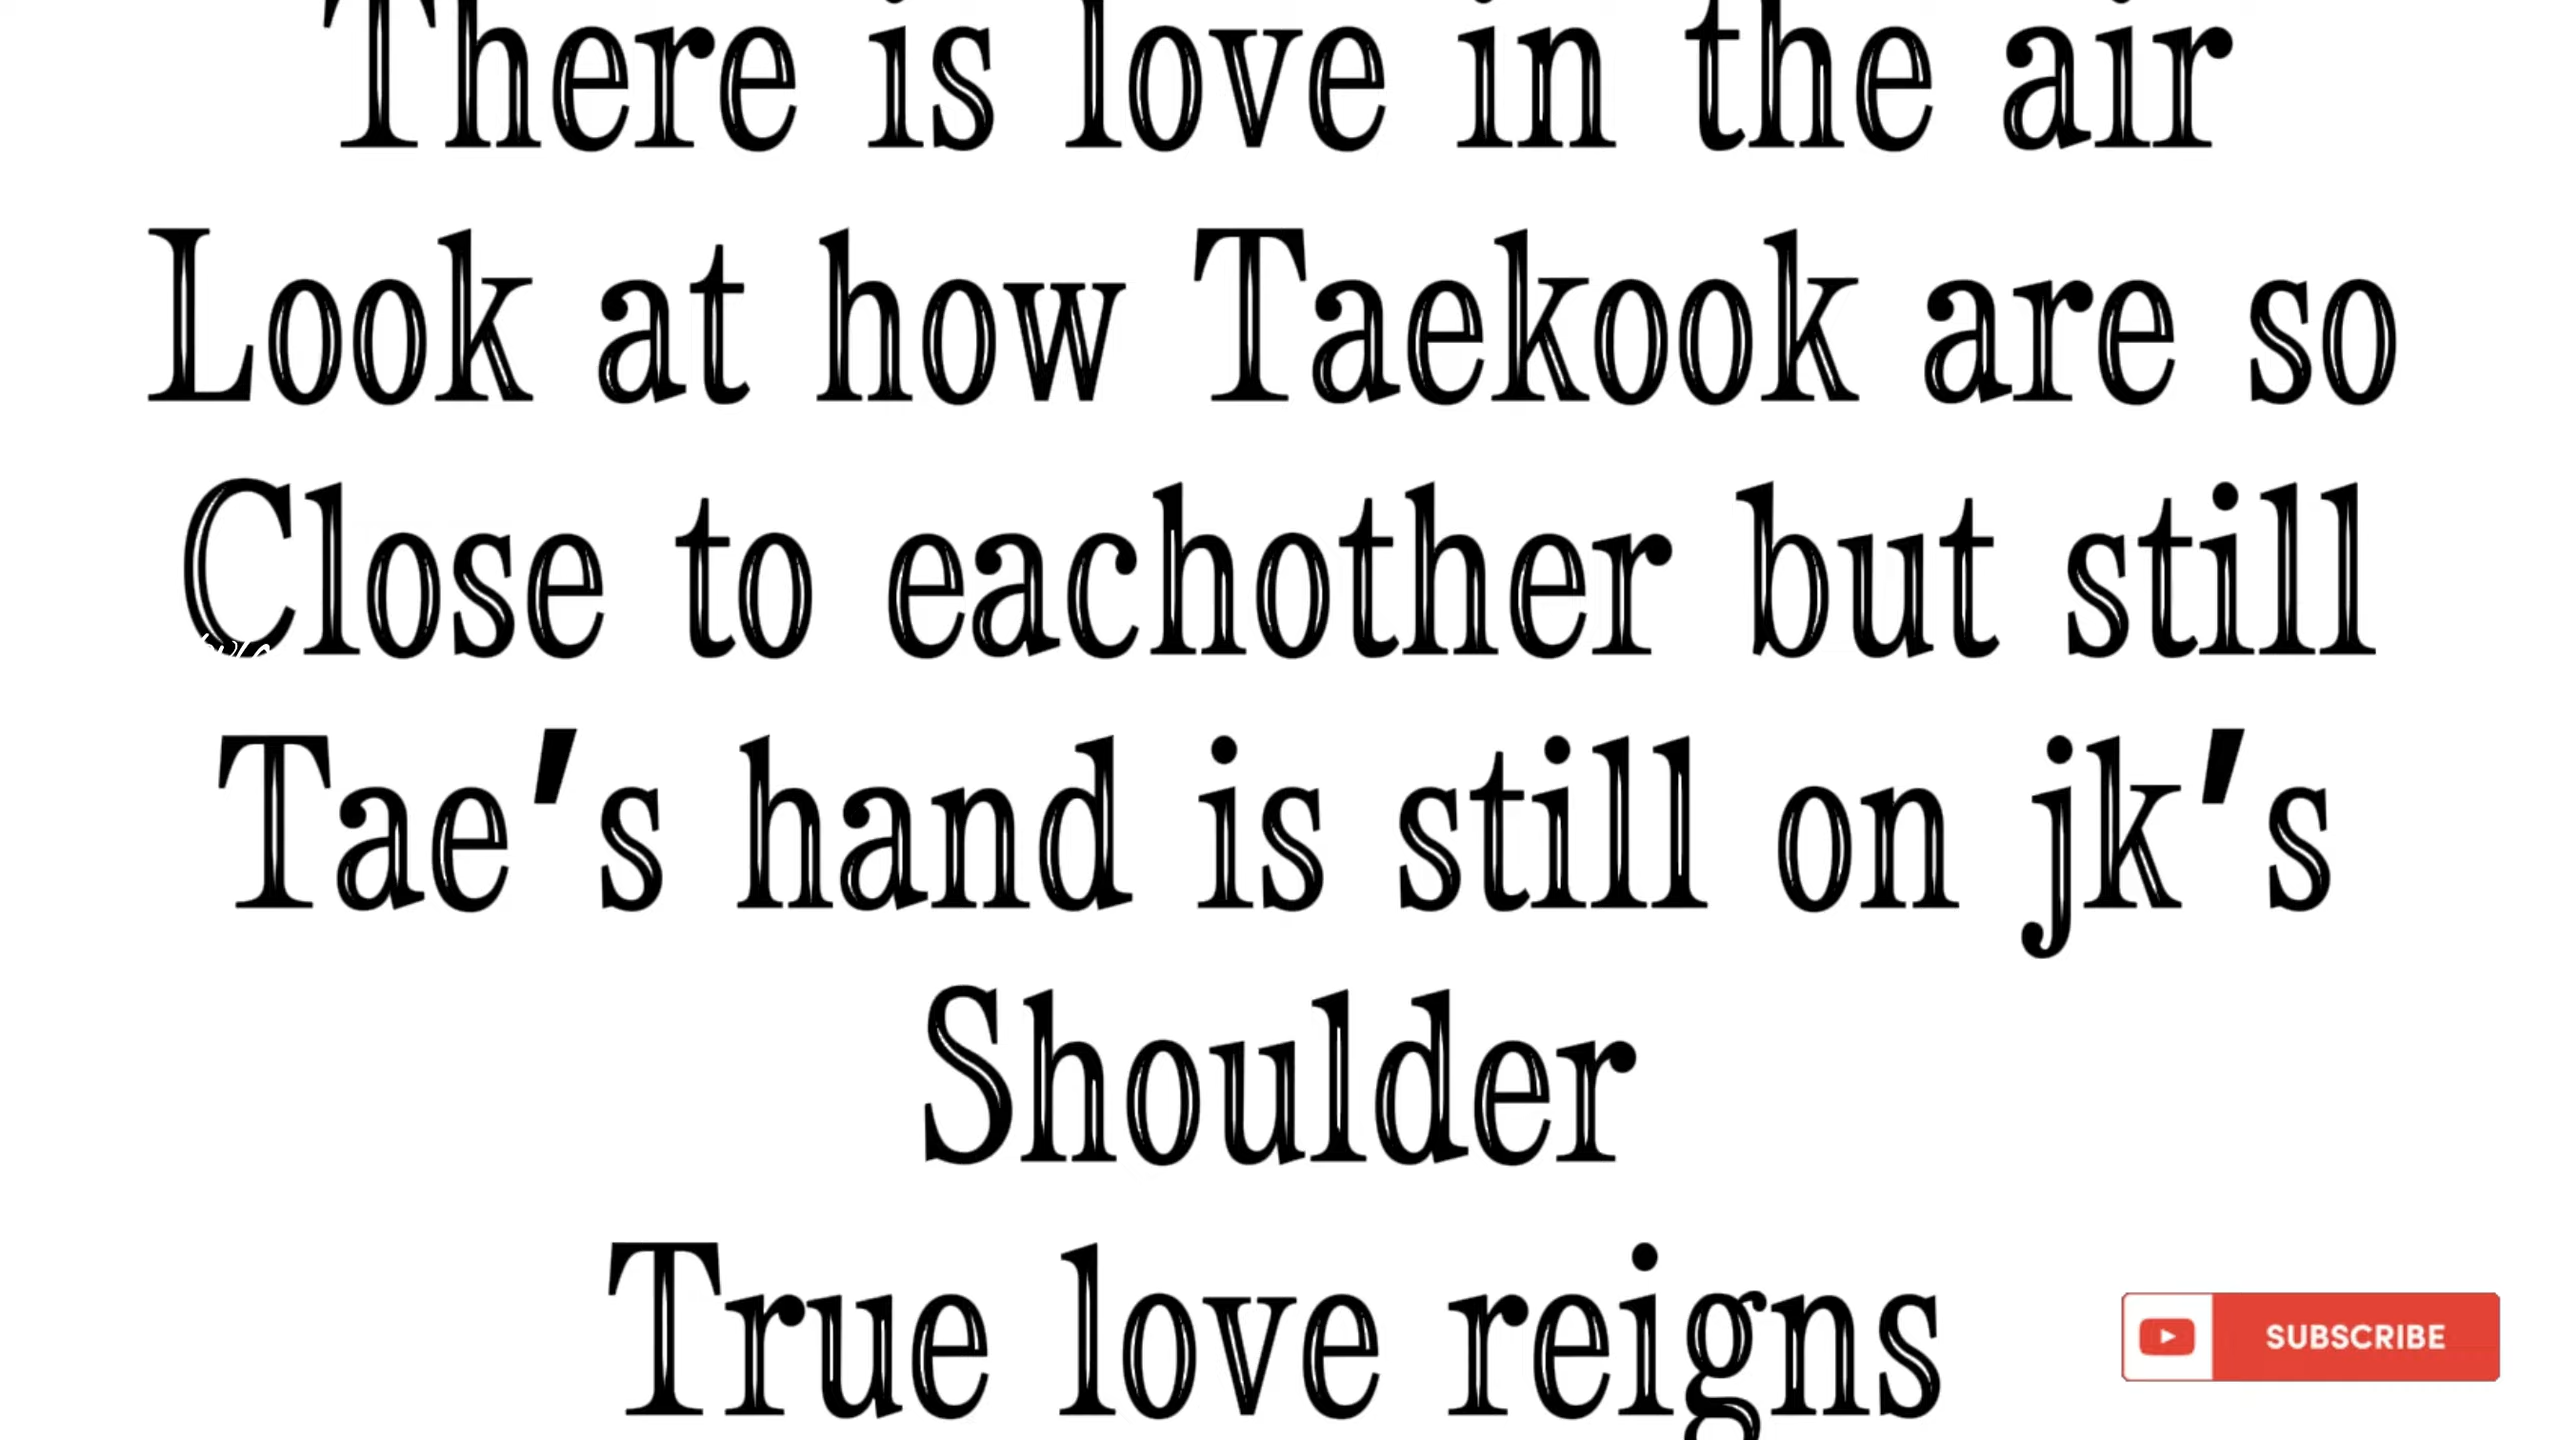 There is love in the air
Look at how Taekook are so
Close to eachother but still
Tae's hand is still on jk's
Shoulder
True love reigns
SUBSCRIBE